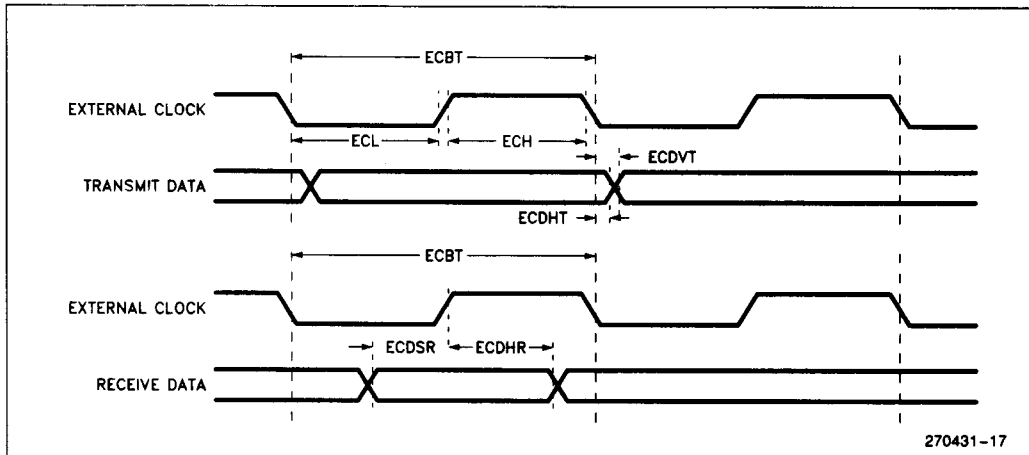 ECBT
EXTERNAL CLOCK
ECL
ECH
ECDVT
TRANSMIT DATA
ECDHT
ECBT
EXTERNAL CLOCK
ECDSR
ECDHR
RECEIVE DATA
270431-17